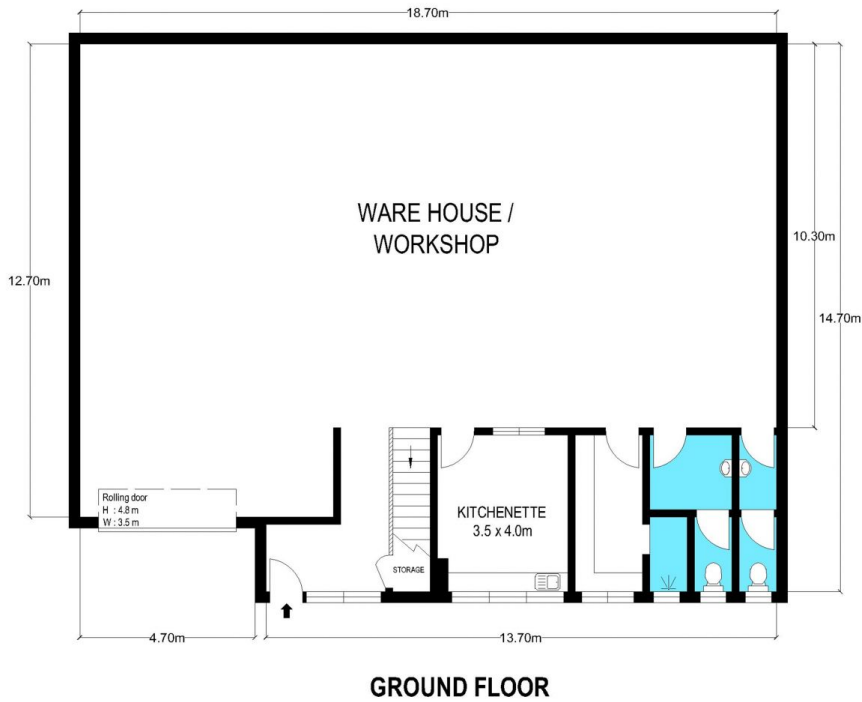 18.70m
WARE HOUSE /
WORKSHOP
10.30m
12.70m
14.70m
Rolling door
H : 4.8 m
W : 3.5 m
KITCHENETTE
3.5 x 4.0m
STORAGE
4.70m
13.70m
GROUND FLOOR